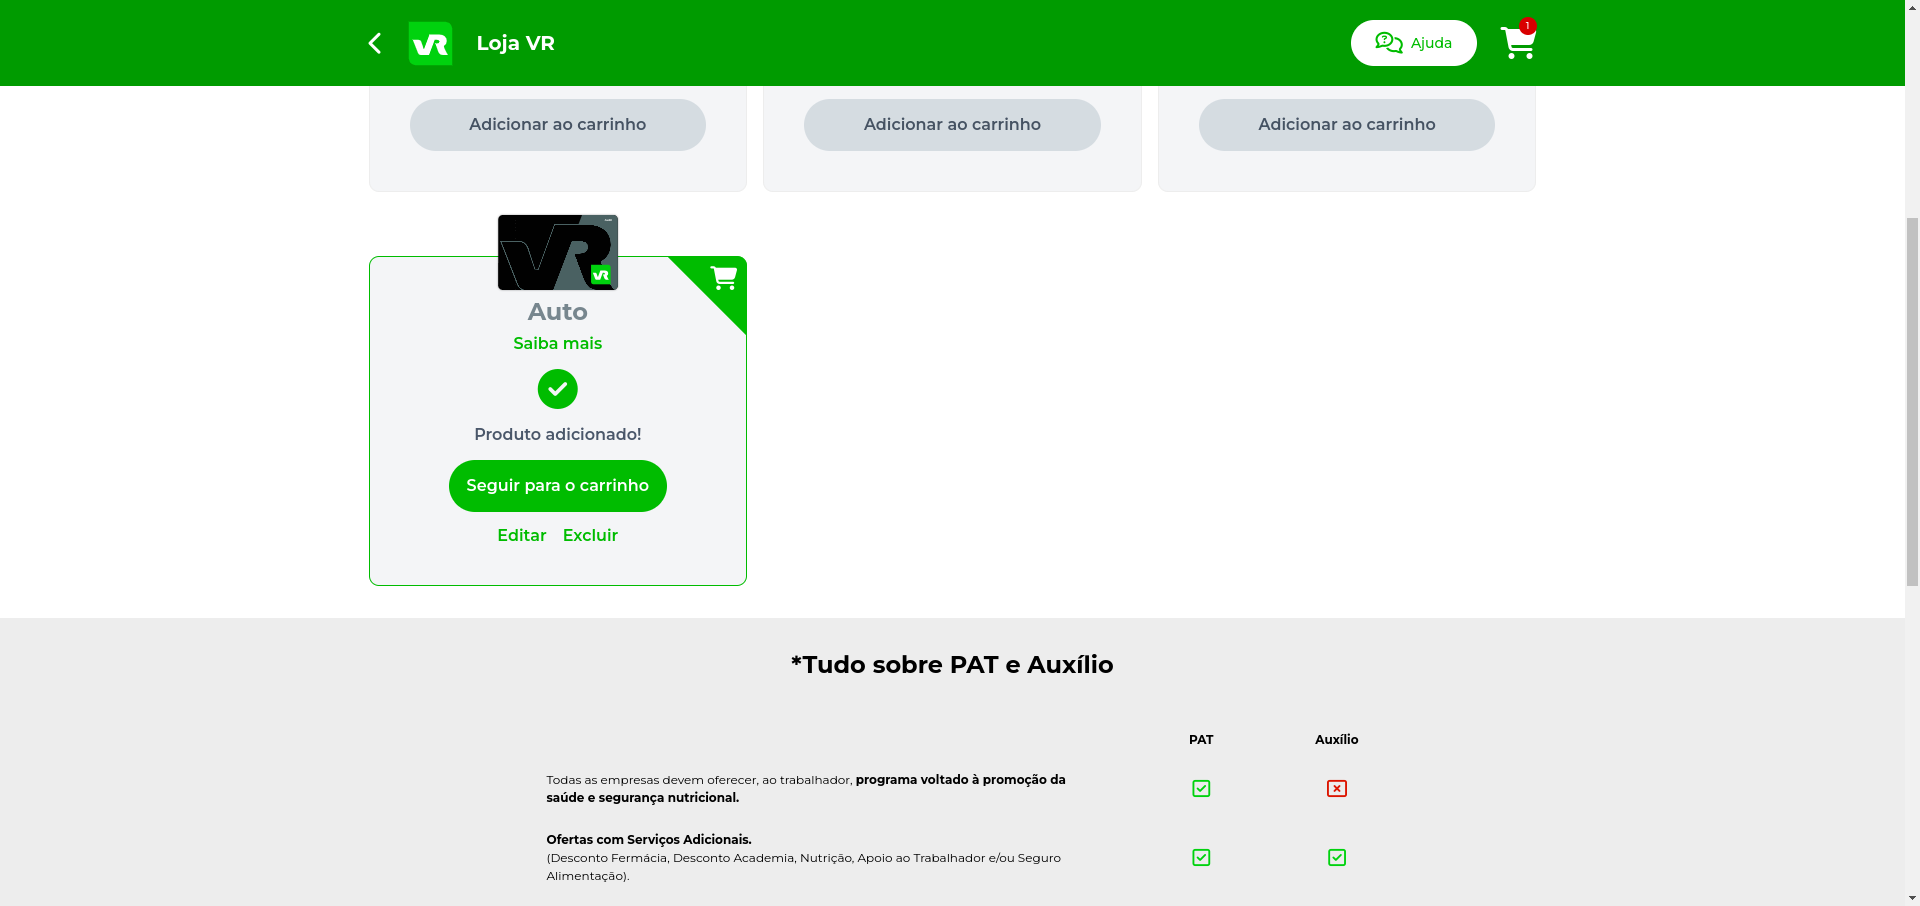 VR
Loja VR
Ajuda
1
Adicionar ao carrinho
Adicionar ao carrinho
Adicionar ao carrinho
VR
VR
Auto
Saiba mais
Produto adicionado!
Seguir para o carrinho
Editar Excluir
*Tudo sobre PAT e Auxílio
PAT Auxílio
Todas as empresas devem oferecer, ao trabalhador, programa voltado à promoção da
saúde e segurança nutricional.
Ofertas com Serviços Adicionais.
(Desconto Fermácia, Desconto Academia, Nutrição, Apoio ao Trabalhador e/ou Seguro
Alimentação).